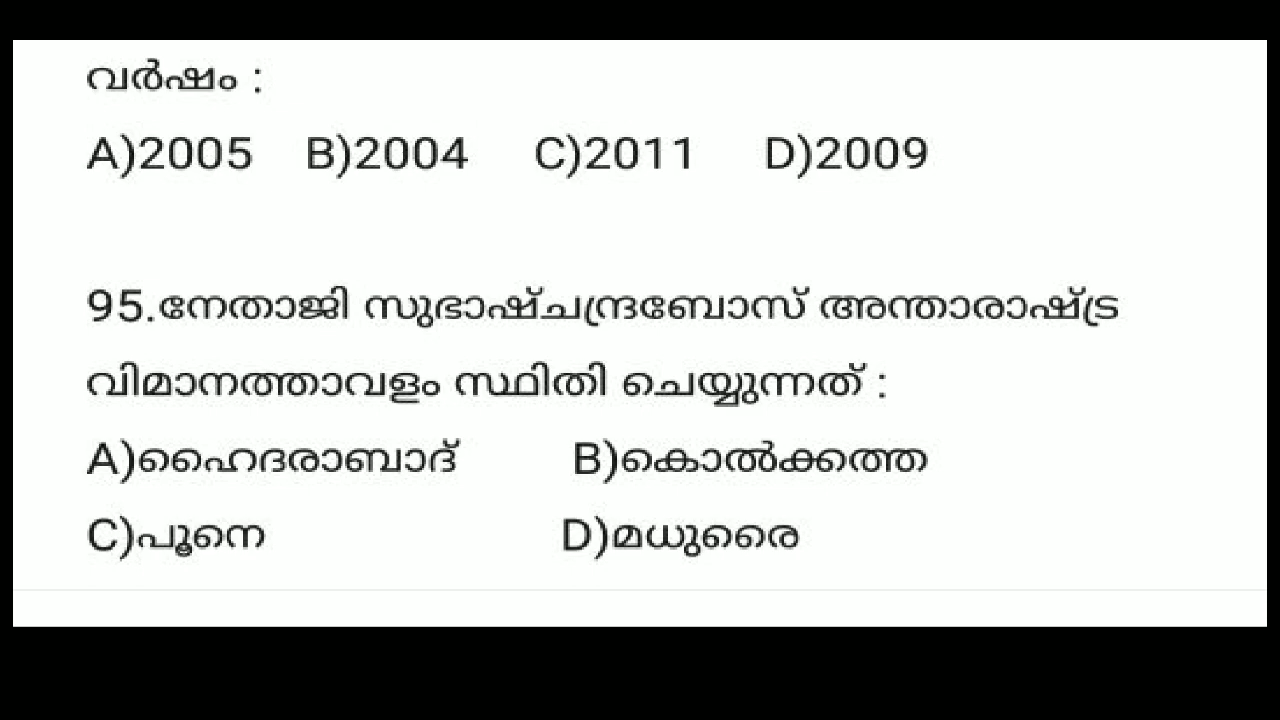 വർഷം :
A)2005 B)2004 C)2011 D)2009
95.നേതാജി സുഭാഷ്ചന്ദ്രബോസ് അന്താരാഷ്ട്ര
വിമാനത്താവളം സ്ഥിതി ചെയ്യുന്നത് :
A)ഹൈദരാബാദ് B)കൊൽക്കത്ത
C)പൂനെ D)മധുരൈ